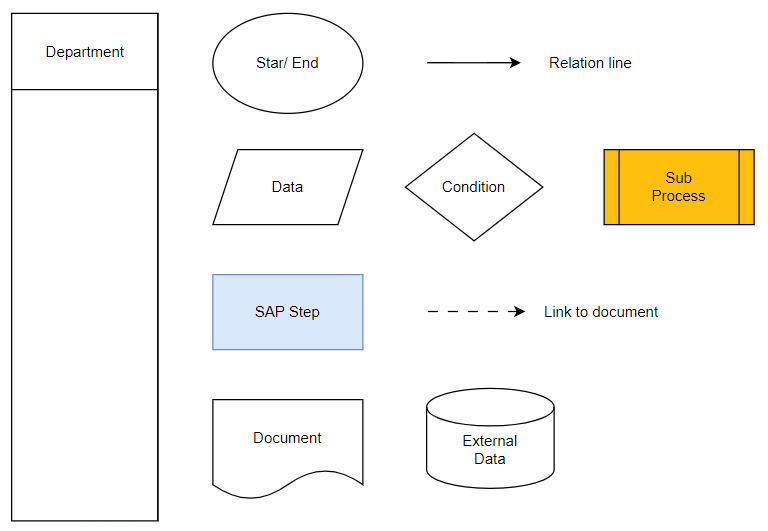 Department
Star/ End
Relation line
Data
Condition
Sub
Process
SAP Step
Link to document
Document
External
Data